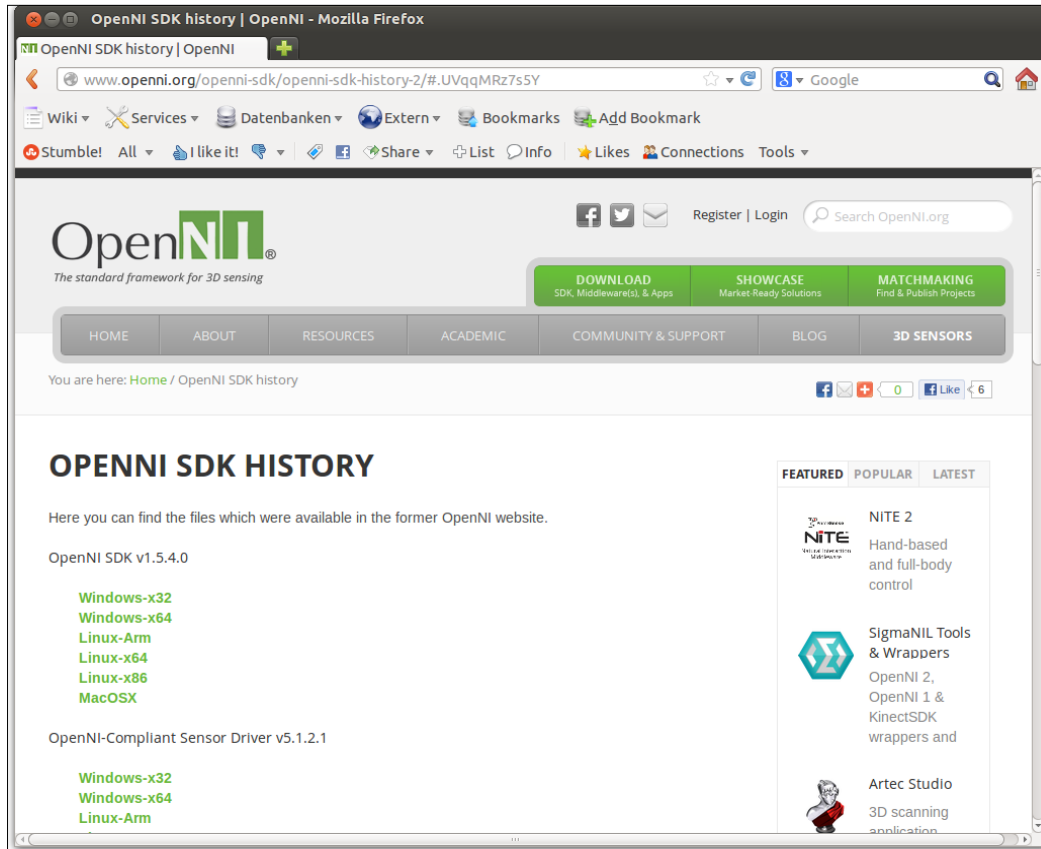 OpenNI SDK history | OpenNI - Mozilla Firefox
OpenNI SDK history | OpenNI
www.openni.org/openni-sdk/openni-sdk-history-2/#.UVqqMRz7s5Y
Google
Wiki Services Datenbanken Extern Bookmarks Add Bookmark
Stumble! All I like it! Share List Info Likes Connections Tools
OpenNI®
The standard framework for 3D sensing
Register | Login
Search OpenNI.org
DOWNLOAD SHOWCASE MATCHMAKING
SDK, Middleware(s), & Apps Market-Ready Solutions Find & Publish Projects
HOME ABOUT RESOURCES ACADEMIC COMMUNITY & SUPPORT BLOG 3D SENSORS
You are here: Home / OpenNI SDK history
0 Like 6
OPENNI SDK HISTORY
Here you can find the files which were available in the former OpenNI website.
OpenNI SDK v1.5.4.0
Windows-x32
Windows-x64
Linux-Arm
Linux-x64
Linux-x86
MacOSX
OpenNI-Compliant Sensor Driver v5.1.2.1
Windows-x32
Windows-x64
Linux-Arm
FEATURED POPULAR LATEST
NiTE
NITE 2
Hand-based
and full-body
control
SigmaNIL Tools
& Wrappers
OpenNI 2,
OpenNI 1 &
KinectSDK
wrappers and
Artec Studio
3D scanning
application